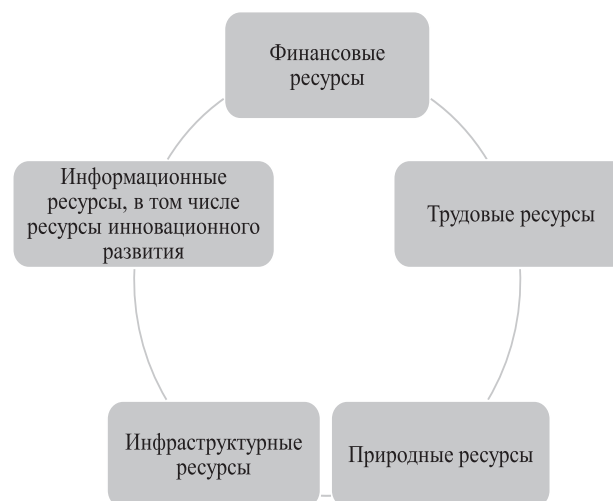 Финансовые
ресурсы
Информационные
ресурсы, в том числе
ресурсы инновационного
развития
Трудовые ресурсы
Инфраструктурные
ресурсы
Природные ресурсы